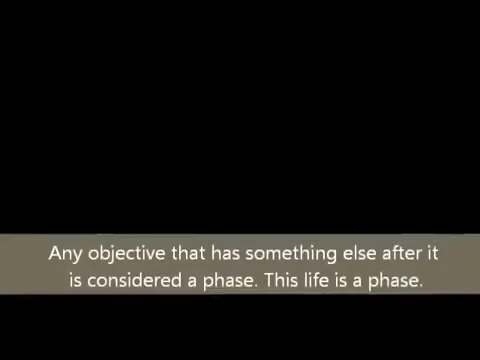 Any objective that has something else after it
is considered a phase. This life is a phase.